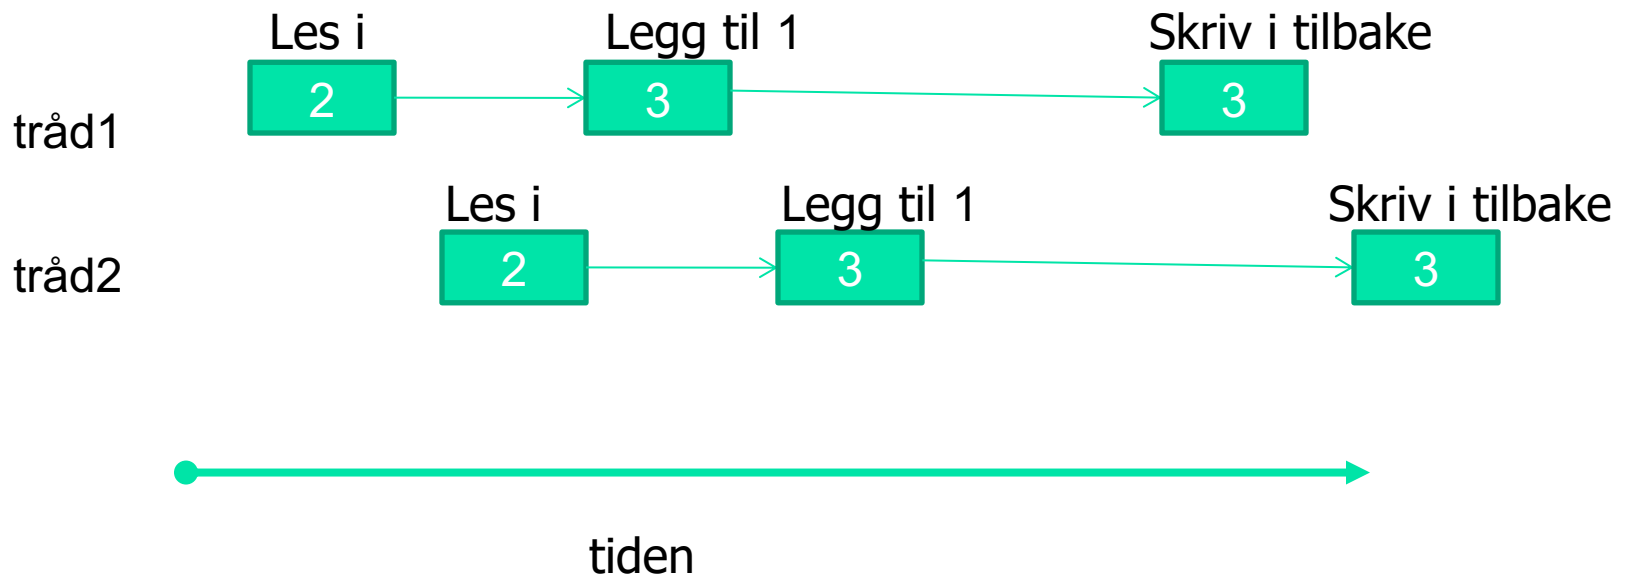 Les i Legg til 1 Skriv i tilbake
2 3 3
tråd1
Les i Legg til 1 Skriv i tilbake
2 3 3
tråd2
tiden